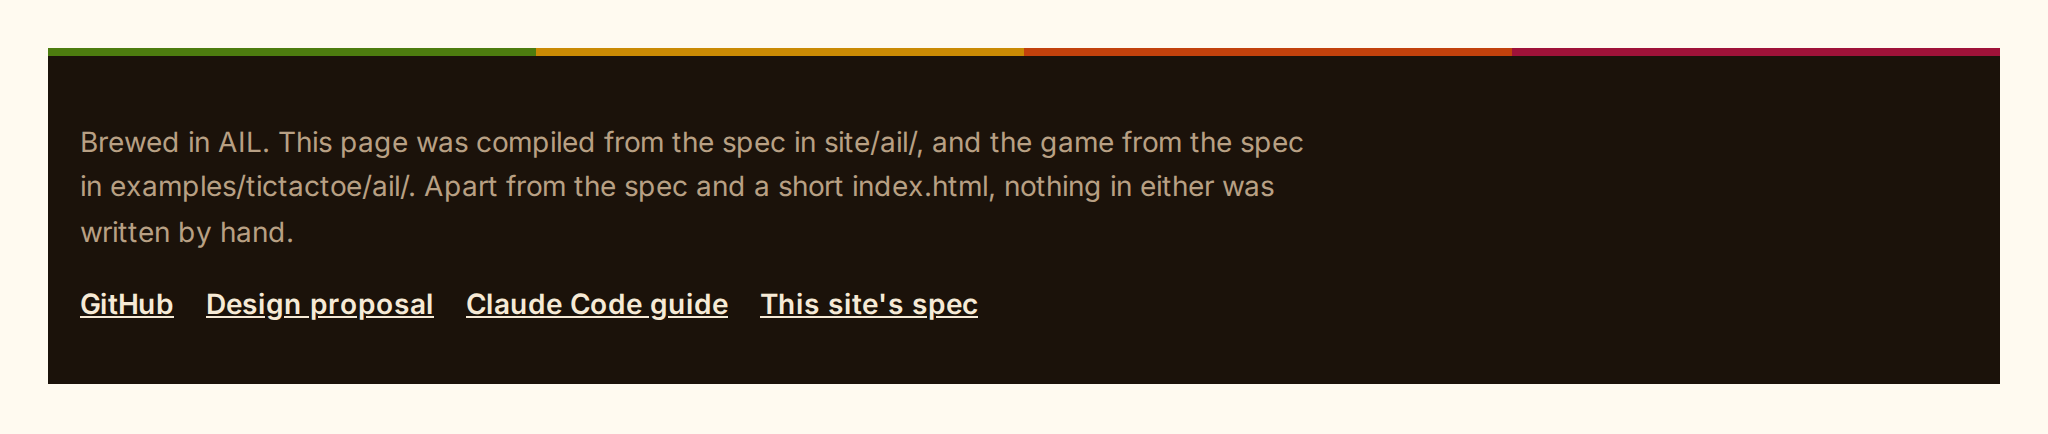 Brewed in AIL. This page was compiled from the spec in site/ail/, and the game from the spec
in examples/tictactoe/ail/. Apart from the spec and a short index.html, nothing in either was
written by hand.
GitHub Design proposal Claude Code guide This site's spec